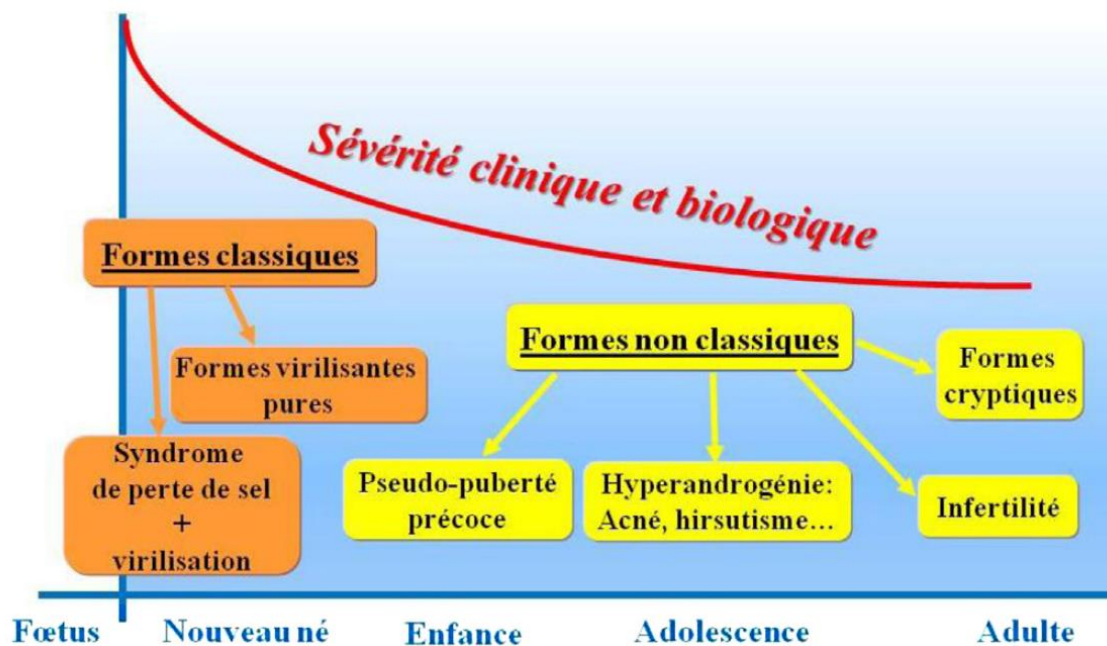 Sévérité clinique et biologique
Formes classiques
Formes virilisantes
pures
Syndrome
de perte de sel
+
virilisation
Formes non classiques
Formes
cryptiques
Pseudo-puberté
précoce
Hyperandrogénie:
Acné, hirsutisme...
Infertilité
Fœtus
Nouveau né
Enfance
Adolescence
Adulte